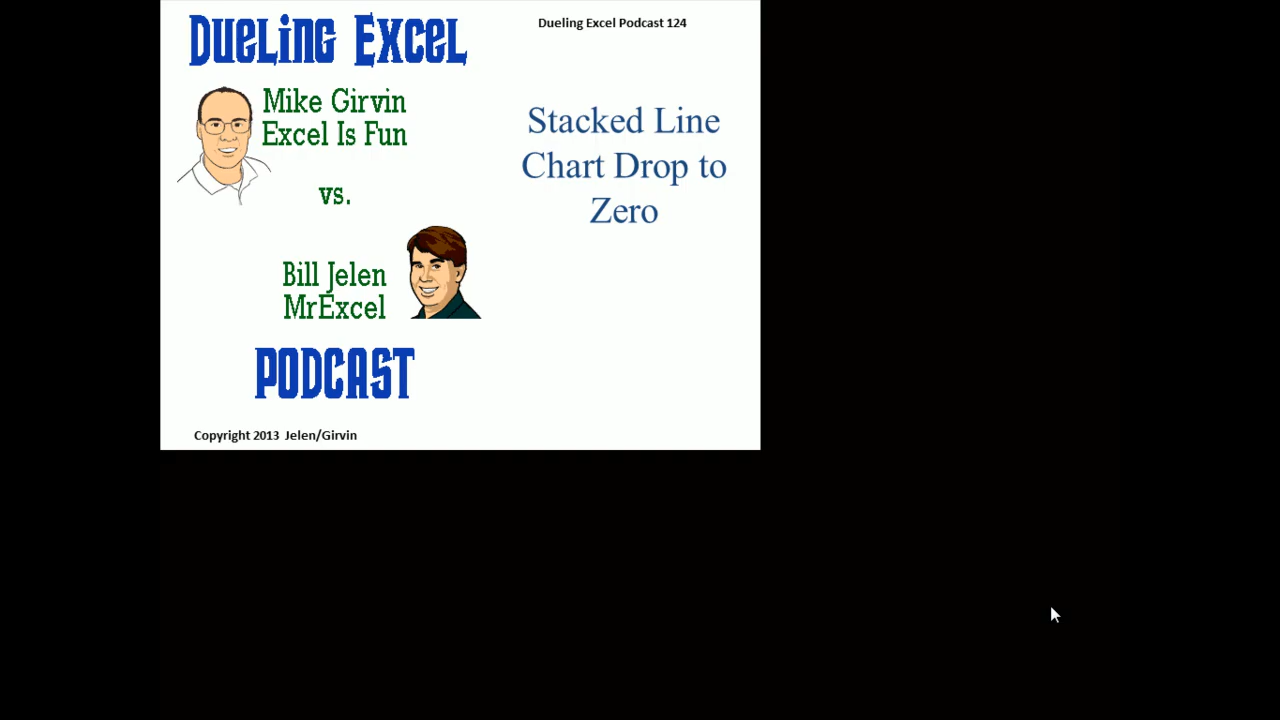 Dueling Excel
Dueling Excel Podcast 124
Mike Girvin
Excel Is Fun
vs.
Bill Jelen
MrExcel
PODCAST
Stacked Line
Chart Drop to
Zero
Copyright 2013 Jelen/Girvin